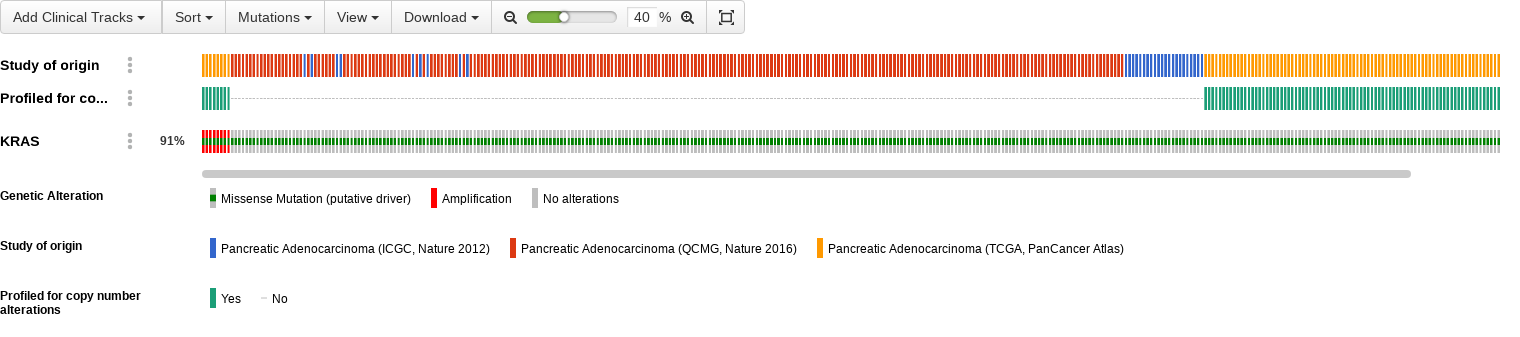 Add Clinical Tracks Sort Mutations View Download 40 %
Study of origin
Profiled for co...
KRAS 91%
Genetic Alteration Missense Mutation (putative driver) Amplification No alterations
Study of origin Pancreatic Adenocarcinoma (ICGC, Nature 2012) Pancreatic Adenocarcinoma (QCMG, Nature 2016) Pancreatic Adenocarcinoma (TCGA, PanCancer Atlas)
Profiled for copy number Yes No
alterations